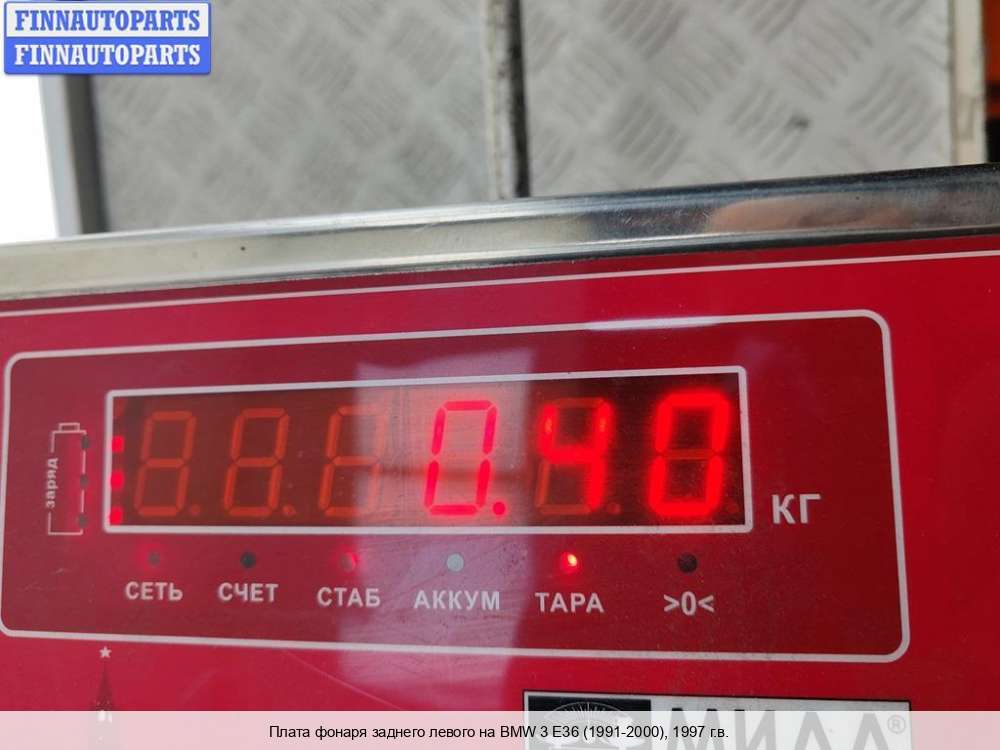 FINNAUTOPARTS
FINNAUTOPARTS
0.40
КГ
заряд
СЕТЬ СЧЕТ СТАБ АККУМ ТАРА >0<
МИДЛ®
Плата фонаря заднего левого на BMW 3 E36 (1991-2000), 1997 г.в.